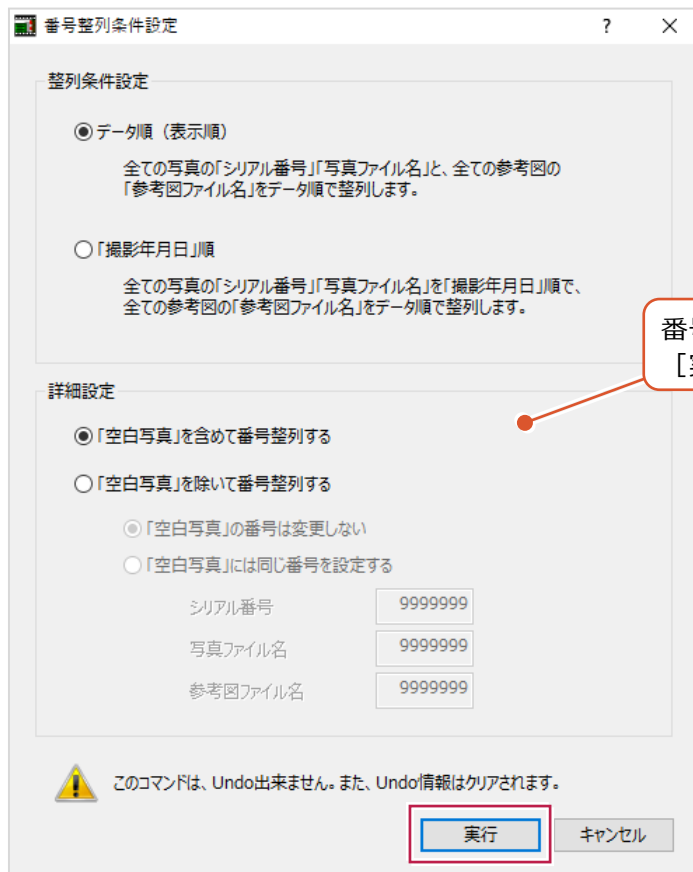 番号整列条件設定
整列条件設定
データ順（表示順）
全ての写真の「シリアル番号」「写真ファイル名」と、全ての参考図の
「参考図ファイル名」をデータ順で整列します。
「撮影年月日」順
全ての写真の「シリアル番号」「写真ファイル名」を「撮影年月日」順で、
全ての参考図の「参考図ファイル名」をデータ順で整列します。
番
詳細設定
「空白写真」を含めて番号整列する
「空白写真」を除いて番号整列する
「空白写真」の番号は変更しない
「空白写真」には同じ番号を設定する
シリアル番号 9999999
写真ファイル名 9999999
参考図ファイル名 9999999
このコマンドは、Undo出来ません。また、Undo情報はクリアされます。
実行 キャンセル